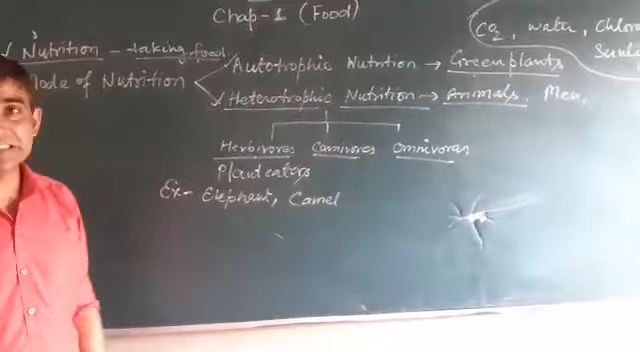 Chap-1 (Food)
CO2, water, Chloro
Sunli
✓ Nutrition - taking food
Mode of Nutrition
✓ Autotrophic Nutrition → Green plants
✓ Heterotrophic Nutrition → Animals, Men,
Herbivores Carnivores Omnivores
Plant eaters
Ex- Elephant, Camel